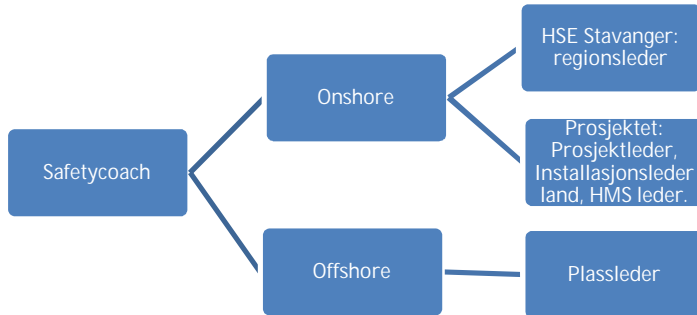 HSE Stavanger:
regionsleder
Onshore
Prosjektet:
Prosjektleder,
Installasjonsleder
land, HMS leder.
Safetycoach
Offshore
Plassleder